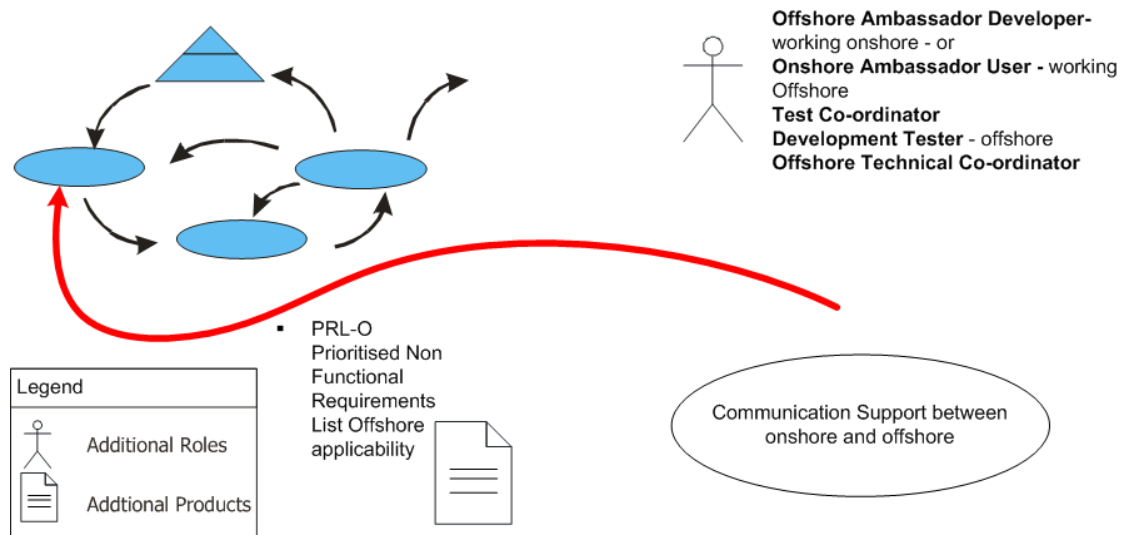 Offshore Ambassador Developer-
working onshore - or
Onshore Ambassador User - working
Offshore
Test Co-ordinator
Development Tester - offshore
Offshore Technical Co-ordinator
▪ PRL-O
Prioritised Non
Functional
Requirements
List Offshore
applicability
Legend
Additional Roles
Addtional Products
Communication Support between
onshore and offshore